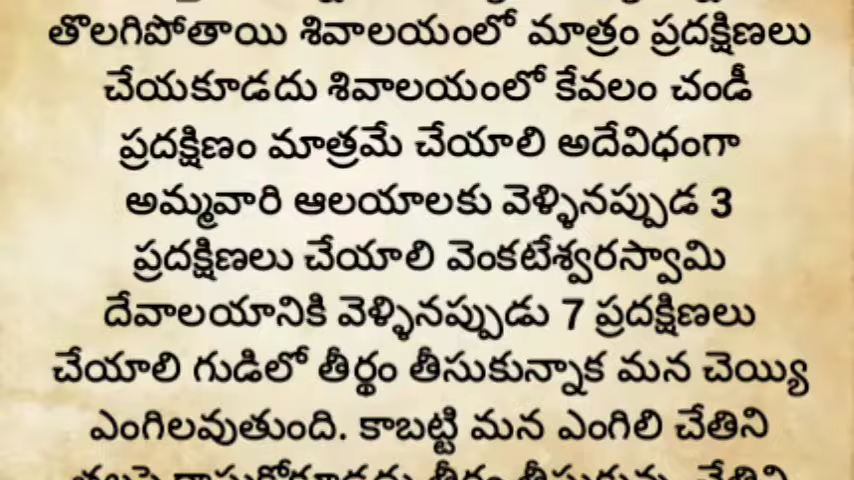 తొలగిపోతాయి శివాలయంలో మాత్రం ప్రదక్షిణలు
చేయకూడదు శివాలయంలో కేవలం చండీ
ప్రదక్షిణం మాత్రమే చేయాలి అదేవిధంగా
అమ్మవారి ఆలయాలకు వెళ్ళినప్పుడ 3
ప్రదక్షిణలు చేయాలి వెంకటేశ్వరస్వామి
దేవాలయానికి వెళ్ళినప్పుడు 7 ప్రదక్షిణలు
చేయాలి గుడిలో తీర్థం తీసుకున్నాక మన చెయ్యి
ఎంగిలవుతుంది. కాబట్టి మన ఎంగిలి చేతిని